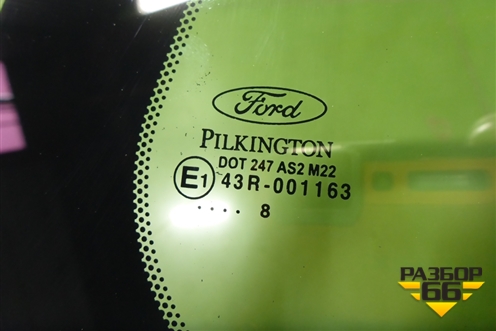 Ford
PILKINGTON
DOT 247 AS2 M22
E1 43R-001163
.... 8
РАЗБОР
66